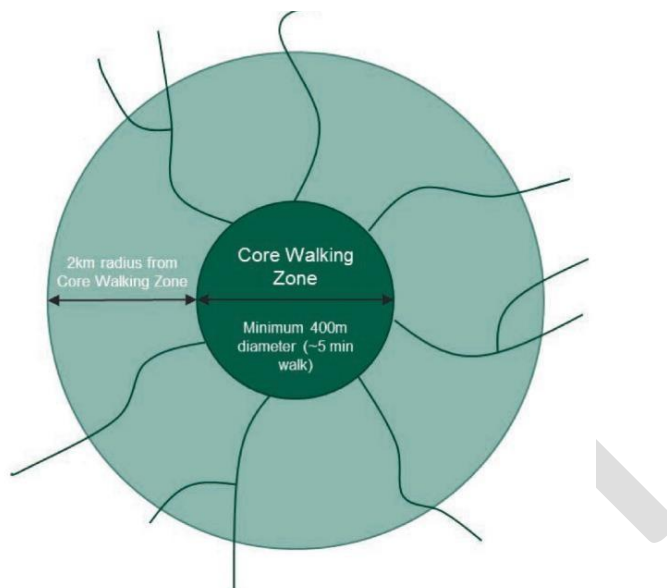 2km radius from
Core Walking Zone
Core Walking
Zone
Minimum 400m
diameter (~5 min
walk)